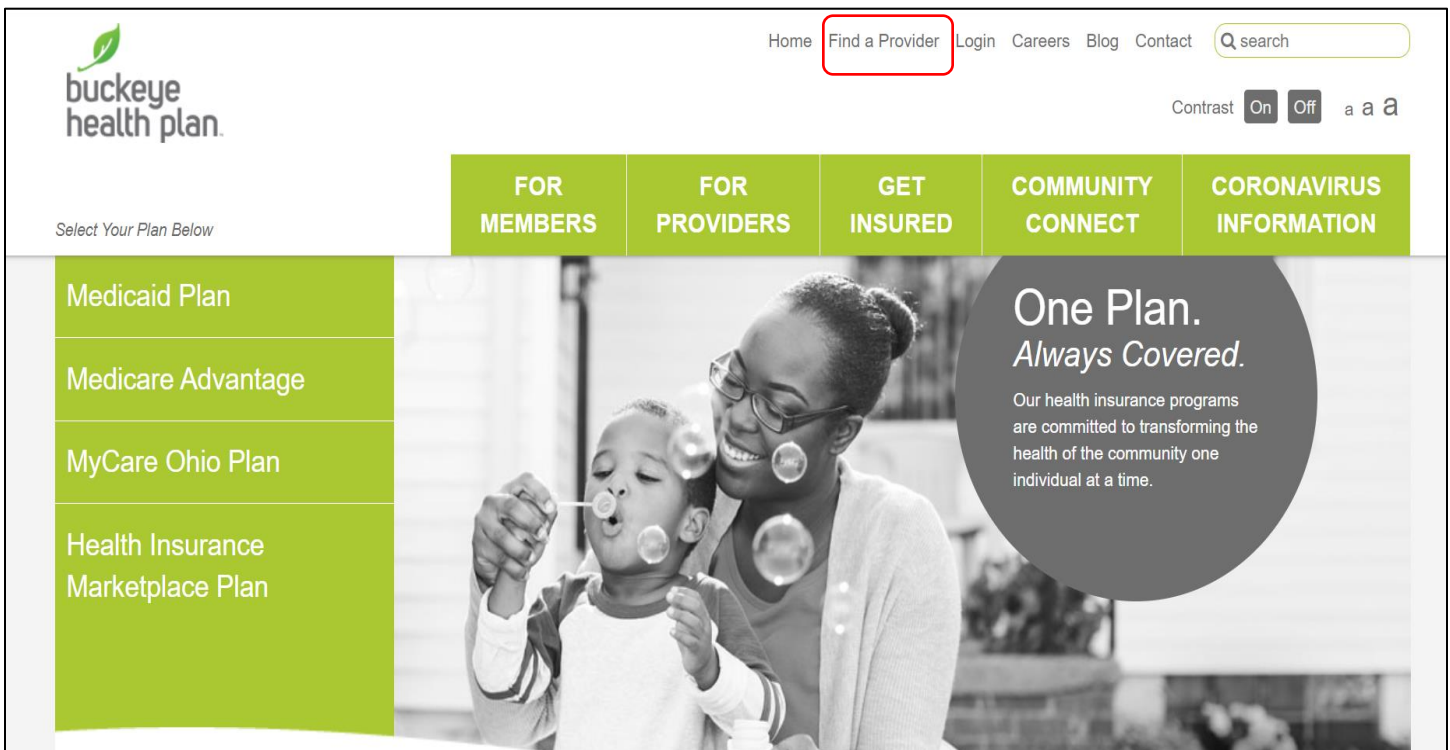 Home Find a Provider Login Careers Blog Contact search
buckeye
health plan.
Contrast On Off a a a
FOR
MEMBERS
FOR
PROVIDERS
GET
INSURED
COMMUNITY
CONNECT
CORONAVIRUS
INFORMATION
Select Your Plan Below
Medicaid Plan
Medicare Advantage
MyCare Ohio Plan
Health Insurance
Marketplace Plan
One Plan.
Always Covered.
Our health insurance programs
are committed to transforming the
health of the community one
individual at a time.